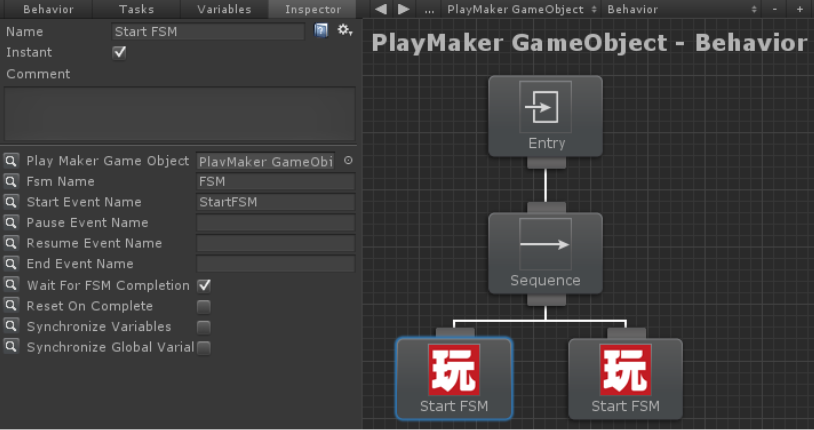 Behavior Tasks Variables Inspector
Name Start FSM
Instant
Comment
Play Maker Game Object PlayMaker GameObj
Fsm Name FSM
Start Event Name StartFSM
Pause Event Name
Resume Event Name
End Event Name
Wait For FSM Completion
Reset On Complete
Synchronize Variables
Synchronize Global Varial
... PlayMaker GameObject Behavior - +
PlayMaker GameObject - Behavior
Entry
Sequence
玩 玩
Start FSM Start FSM